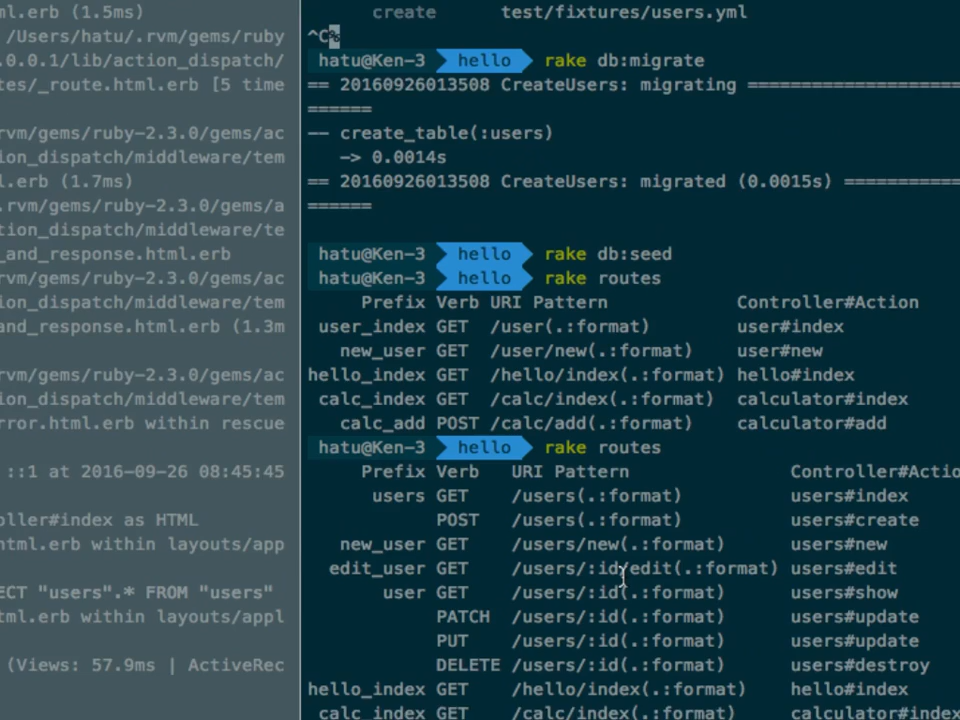 ml.erb (1.5ms)
/Users/hatu/.rvm/gems/ruby
.0.0.1/lib/action_dispatch/
tes/_route.html.erb [5 time
rvm/gems/ruby-2.3.0/gems/ac
ion_dispatch/middleware/tem
l.erb (1.7ms)
.rvm/gems/ruby-2.3.0/gems/a
tion_dispatch/middleware/te
_and_response.html.erb
rvm/gems/ruby-2.3.0/gems/ac
ion_dispatch/middleware/tem
and_response.html.erb (1.3m
rvm/gems/ruby-2.3.0/gems/ac
ion_dispatch/middleware/tem
rror.html.erb within rescue
::1 at 2016-09-26 08:45:45
oller#index as HTML
html.erb within layouts/app
ECT "users".* FROM "users"
tml.erb within layouts/appl
(Views: 57.9ms | ActiveRec
create test/fixtures/users.yml
^C%
hatu@Ken-3 hello rake db:migrate
== 20160926013508 CreateUsers: migrating ====================
======
-- create_table(:users)
-> 0.0014s
== 20160926013508 CreateUsers: migrated (0.0015s) ===========
======
hatu@Ken-3 hello rake db:seed
hatu@Ken-3 hello rake routes
Prefix Verb URI Pattern Controller#Action
user_index GET /user(.:format) user#index
new_user GET /user/new(.:format) user#new
hello_index GET /hello/index(.:format) hello#index
calc_index GET /calc/index(.:format) calculator#index
calc_add POST /calc/add(.:format) calculator#add
hatu@Ken-3 hello rake routes
Prefix Verb URI Pattern Controller#Actio
users GET /users(.:format) users#index
POST /users(.:format) users#create
new_user GET /users/new(.:format) users#new
edit_user GET /users/:id/edit(.:format) users#edit
user GET /users/:id(.:format) users#show
PATCH /users/:id(.:format) users#update
PUT /users/:id(.:format) users#update
DELETE /users/:id(.:format) users#destroy
hello_index GET /hello/index(.:format) hello#index
calc_index GET /calc/index(.:format) calculator#index